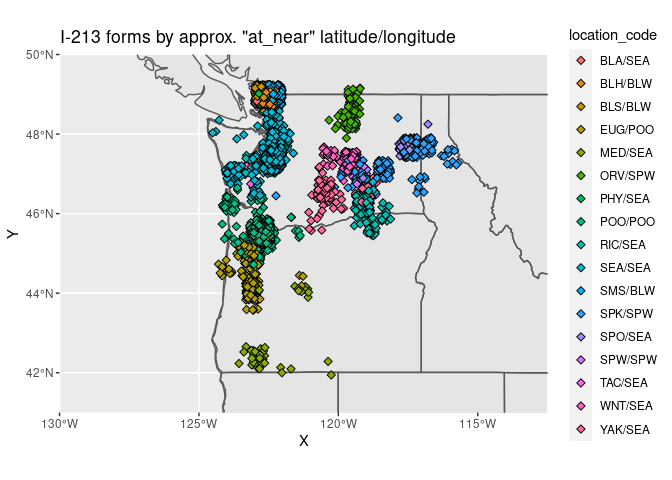 I-213 forms by approx. "at_near" latitude/longitude
location_code
BLA/SEA
BLH/BLW
BLS/BLW
EUG/POO
MED/SEA
ORV/SPW
PHY/SEA
POO/POO
RIC/SEA
SEA/SEA
SMS/BLW
SPK/SPW
SPO/SEA
SPW/SPW
TAC/SEA
WNT/SEA
YAK/SEA
50°N
48°N
46°N
44°N
42°N
Y
130°W 125°W 120°W 115°W
X